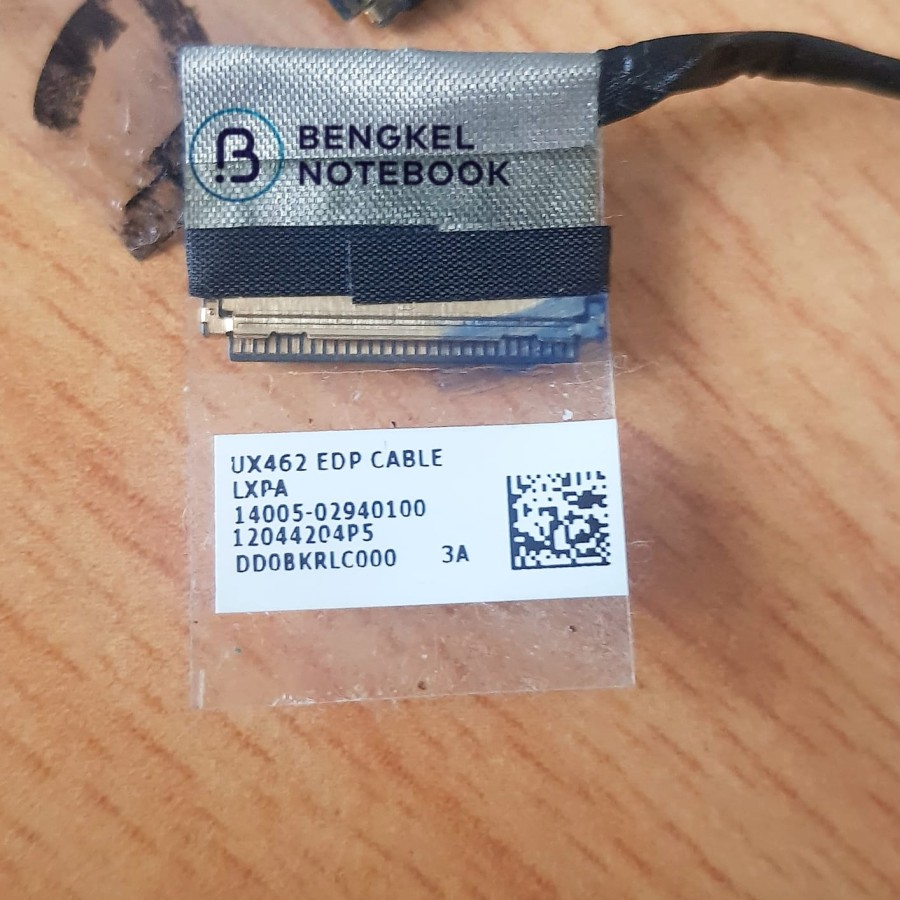 BENGKEL
NOTEBOOK
UX462 EDP CABLE
LXPA
14005-02940100
12044204P5
DD0BKRLC000 3A